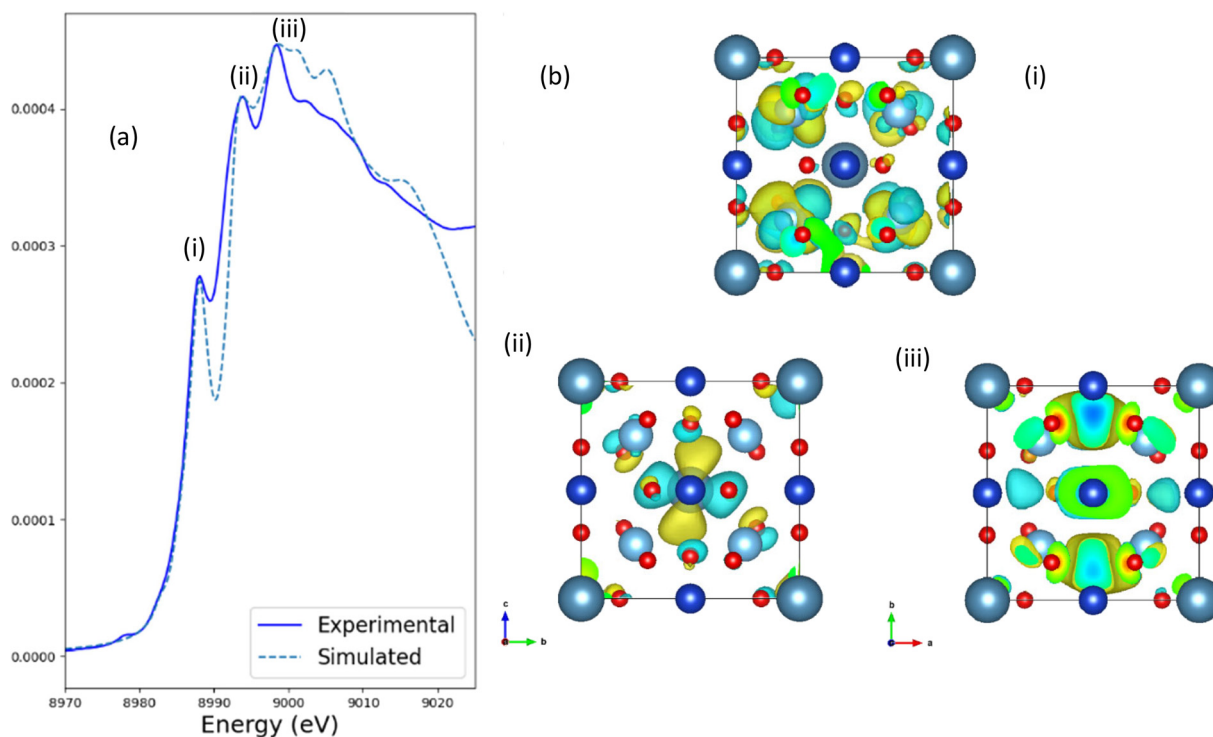 (iii)
(ii)
(b)
(i)
(a)
(i)
0.0004
0.0003
0.0002
0.0001
0.0000
(ii)
(iii)
Experimental
Simulated
c
b
b
a
8970
8980
8990
9000
9010
9020
Energy (eV)